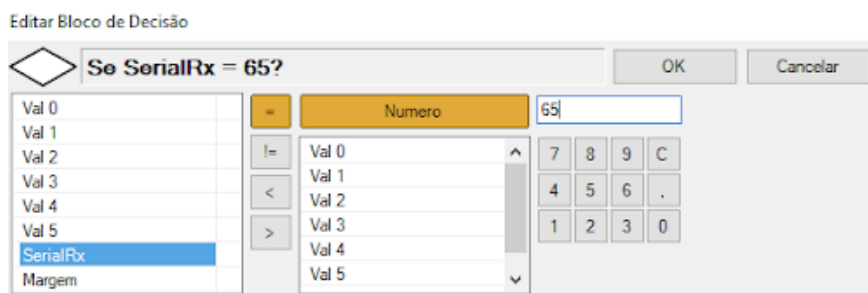 Editar Bloco de Decisão
Se SerialRx = 65?
OK
Cancelar
Val 0
Val 1
Val 2
Val 3
Val 4
Val 5
SerialRx
Margem
=
!=
<
>
Numero
Val 0
Val 1
Val 2
Val 3
Val 4
Val 5
65
7 8 9 C
4 5 6 .
1 2 3 0